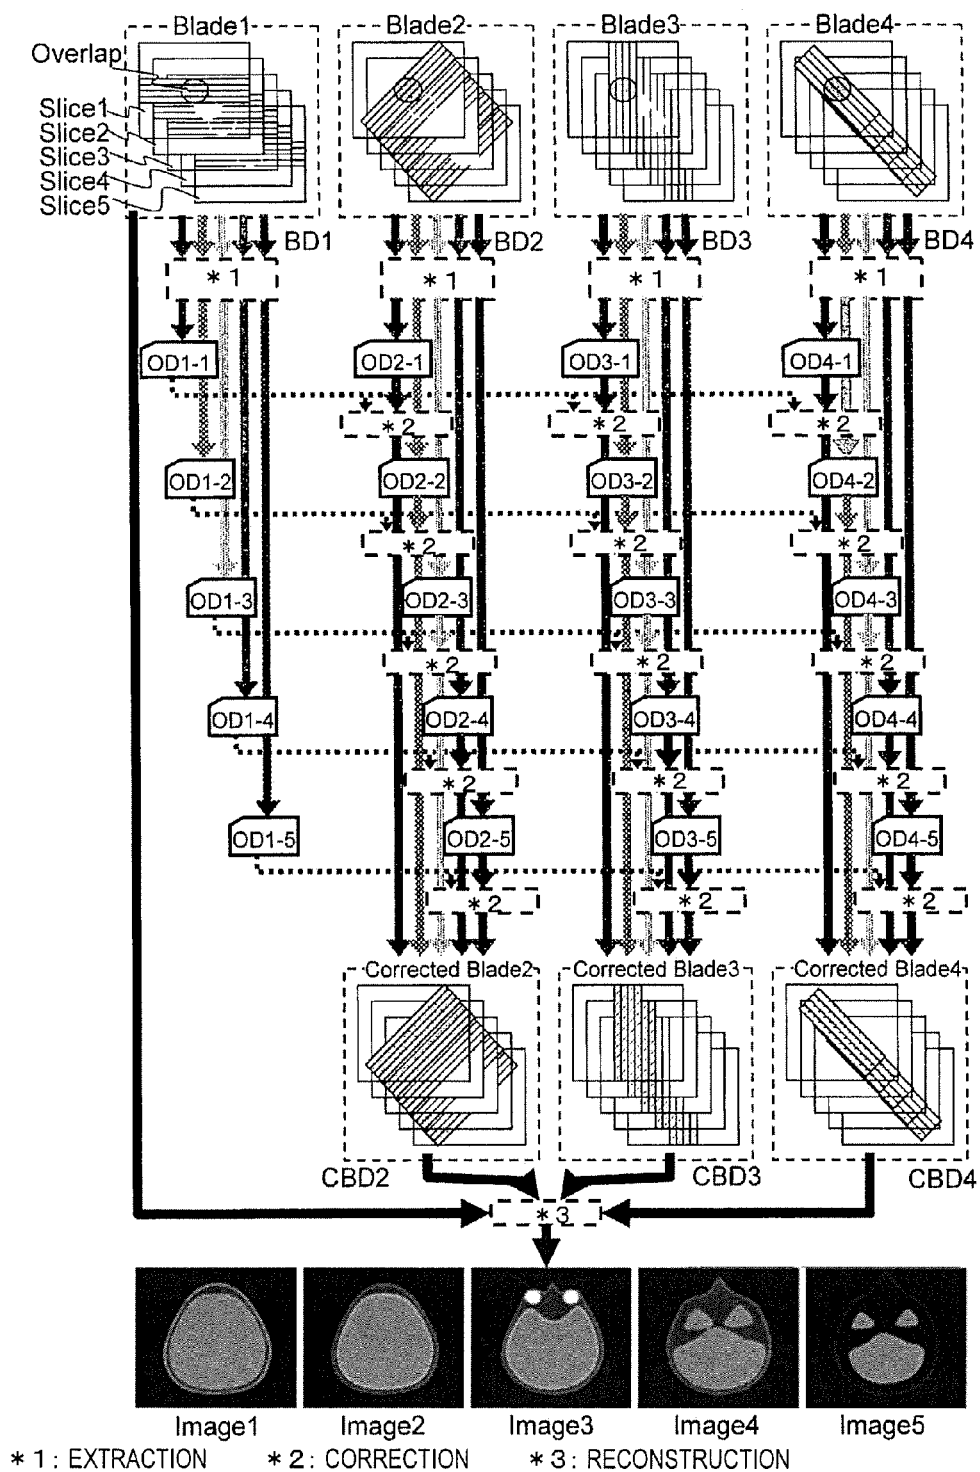 Blade1 Blade2 Blade3 Blade4
Overlap
Slice1
Slice2
Slice3
Slice4
Slice5
BD1 BD2 BD3 BD4
*1 *1 *1 *1
OD1-1 OD2-1 OD3-1 OD4-1
*2 *2 *2
OD1-2 OD2-2 OD3-2 OD4-2
*2 *2 *2
OD1-3 OD2-3 OD3-3 OD4-3
*2 *2 *2
OD1-4 OD2-4 OD3-4 OD4-4
*2 *2 *2
OD1-5 OD2-5 OD3-5 OD4-5
*2 *2 *2
Corrected Blade2 Corrected Blade3 Corrected Blade4
CBD2 CBD3 CBD4
*3
Image1 Image2 Image3 Image4 Image5
*1: EXTRACTION *2: CORRECTION *3: RECONSTRUCTION